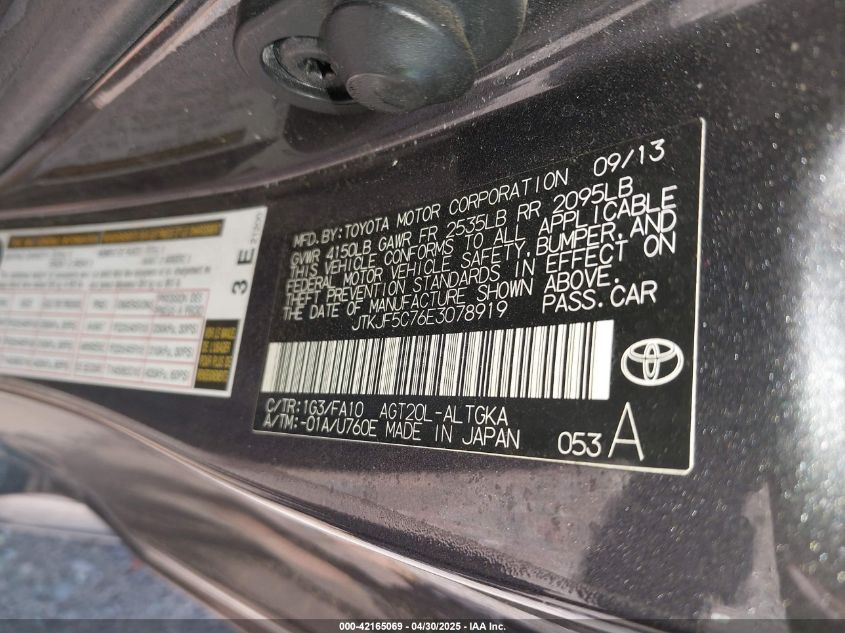 MFD. BY: TOYOTA MOTOR CORPORATION 09/13
GVWR 4150LB GAWR FR 2535LB RR 2095LB
THIS VEHICLE CONFORMS TO ALL APPLICABLE
FEDERAL MOTOR VEHICLE SAFETY, BUMPER, AND
THEFT PREVENTION STANDARDS IN EFFECT ON
THE DATE OF MANUFACTURE SHOWN ABOVE.
JTKJF5C76E3078919 PASS.CAR
C/TR:1G3/FA10 AGT20L-ALTGKA
A/TM:-01A/U760E MADE IN JAPAN
053 A
3 E
000-42165069 - 04/30/2025 - IAA Inc.